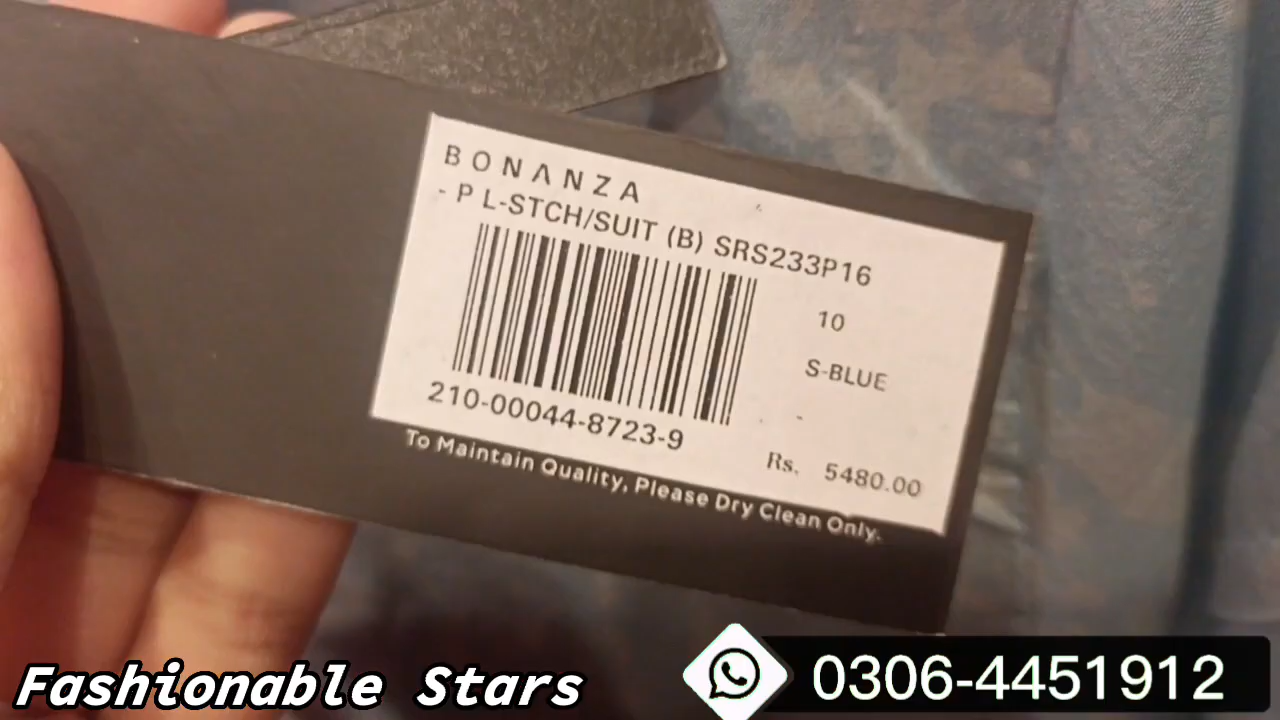 BONANZA
- P L-STCH/SUIT (B) SRS233P16
10
S-BLUE
210-00044-8723-9
Rs. 5480.00
To Maintain Quality, Please Dry Clean Only.
Fashionable Stars
0306-4451912